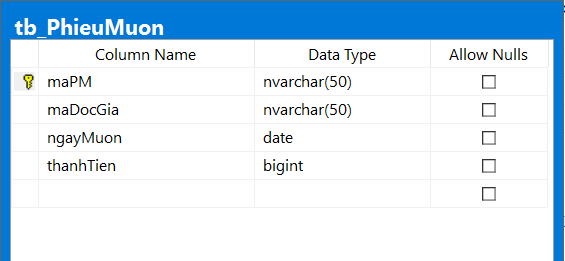 tb_PhieuMuon
Column Name Data Type Allow Nulls
maPM nvarchar(50)
maDocGia nvarchar(50)
ngayMuon date
thanhTien bigint